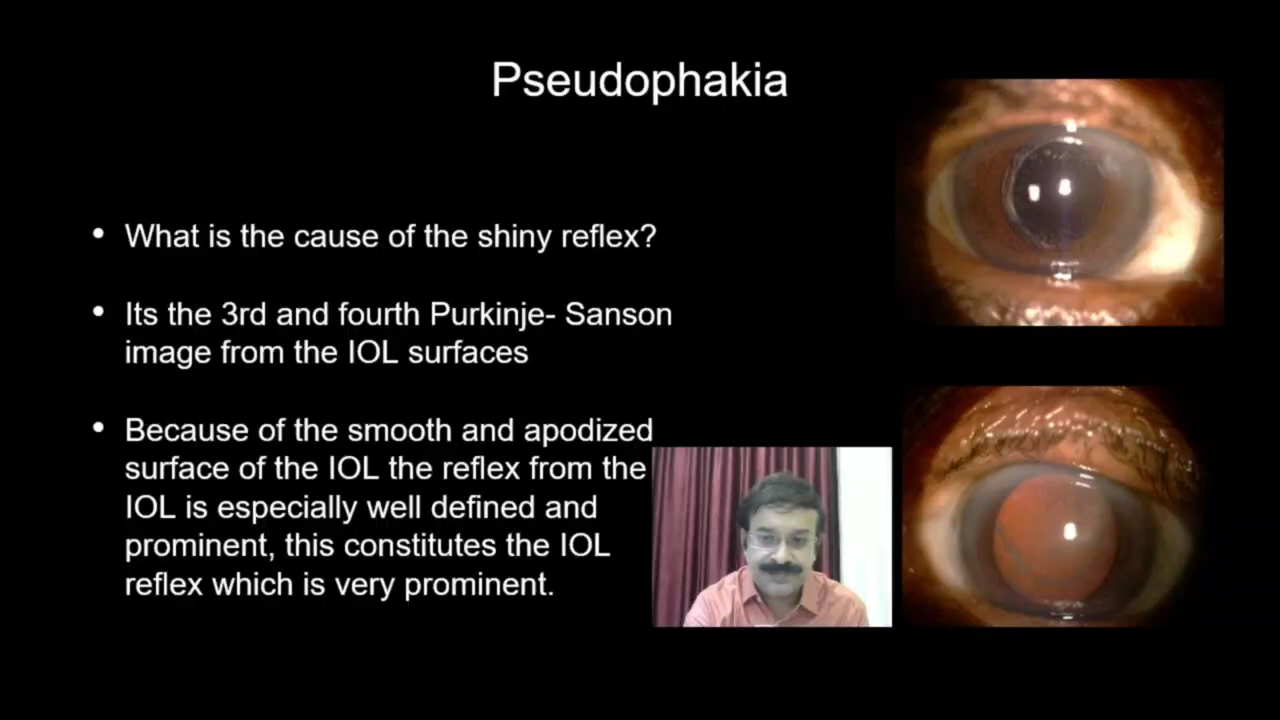 Pseudophakia
• What is the cause of the shiny reflex?
• Its the 3rd and fourth Purkinje- Sanson
image from the IOL surfaces
• Because of the smooth and apodized
surface of the IOL the reflex from the
IOL is especially well defined and
prominent, this constitutes the IOL
reflex which is very prominent.